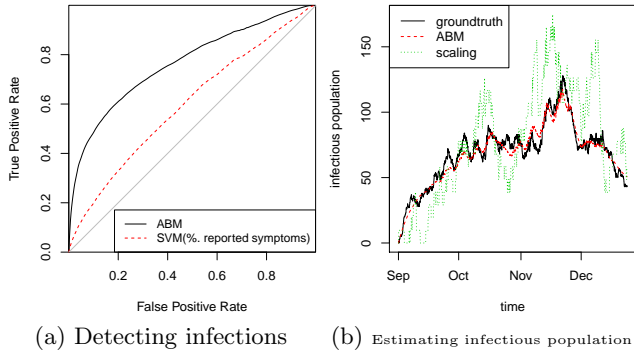 True Positive Rate
1.0
0.8
0.6
0.4
0.2
0.0
0.2
0.4
0.6
0.8
False Positive Rate
ABM
SVM(%. reported symptoms)
(a) Detecting infections
infectious population
150
100
50
0
Sep
Oct
Nov
Dec
time
groundtruth
ABM
scaling
(b) Estimating infectious population